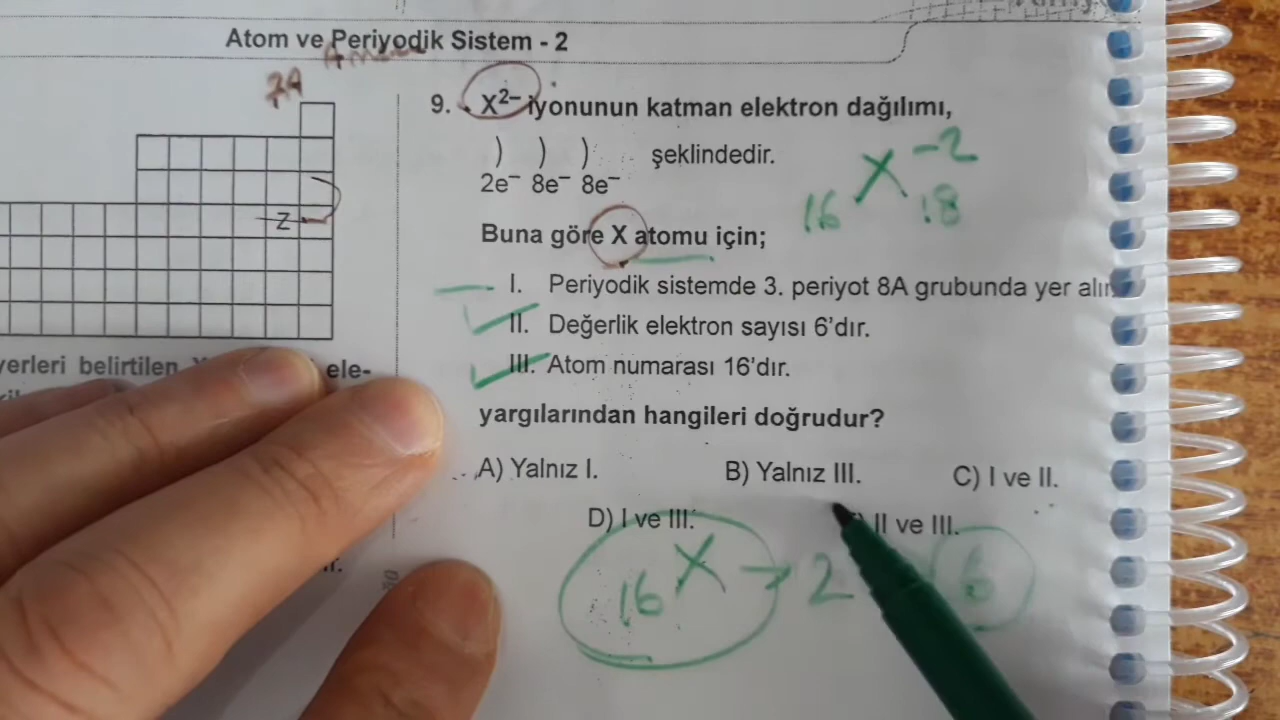 Atom ve Periyodik Sistem - 2
7A
Z
yerleri belirtilen
ele-
9. X²⁻ iyonunun katman elektron dağılımı,
) ) ) şeklindedir.
2e⁻ 8e⁻ 8e⁻
16 X -2 18
Buna göre X atomu için;
I. Periyodik sistemde 3. periyot 8A grubunda yer alır.
II. Değerlik elektron sayısı 6'dır.
III. Atom numarası 16'dır.
yargılarından hangileri doğrudur?
A) Yalnız I. B) Yalnız III. C) I ve II.
D) I ve III. II ve III.
16 X → 2 6